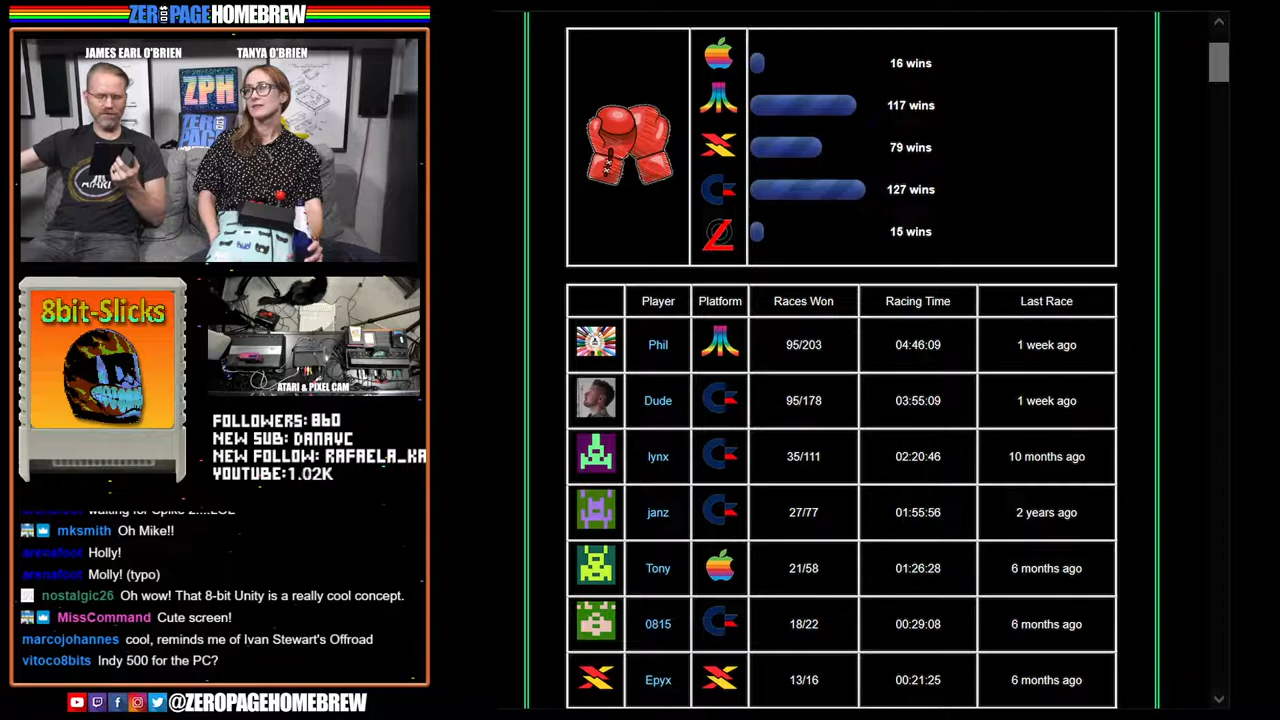 ZERO PAGE HOMEBREW
JAMES EARL O'BRIEN
TANYA O'BRIEN
ZPH
8bit-Slicks
ATARI & PIXEL CAM
FOLLOWERS: 860
NEW SUB: DANAYC
NEW FOLLOW: RAFAELA_KA
YOUTUBE:1.02K
mksmith Oh Mike!!
arenafoot Holly!
arenafoot Molly! (typo)
nostalgic26 Oh wow! That 8-bit Unity is a really cool concept.
MissCommand Cute screen!
marcojohannes cool, reminds me of Ivan Stewart's Offroad
vitoco8bits Indy 500 for the PC?
@ZEROPAGEHOMEBREW
16 wins
117 wins
79 wins
127 wins
15 wins
Player Platform Races Won Racing Time Last Race
Phil 95/203 04:46:09 1 week ago
Dude 95/178 03:55:09 1 week ago
lynx 35/111 02:20:46 10 months ago
janz 27/77 01:55:56 2 years ago
Tony 21/58 01:26:28 6 months ago
0815 18/22 00:29:08 6 months ago
Epyx 13/16 00:21:25 6 months ago